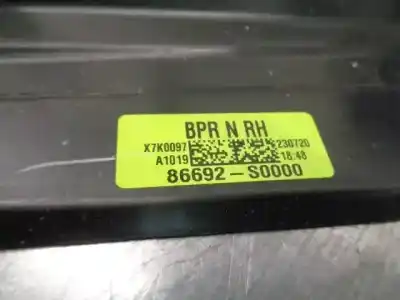 BPR N RH
X7K0097 230720
A1019 18:48
86692-S0000